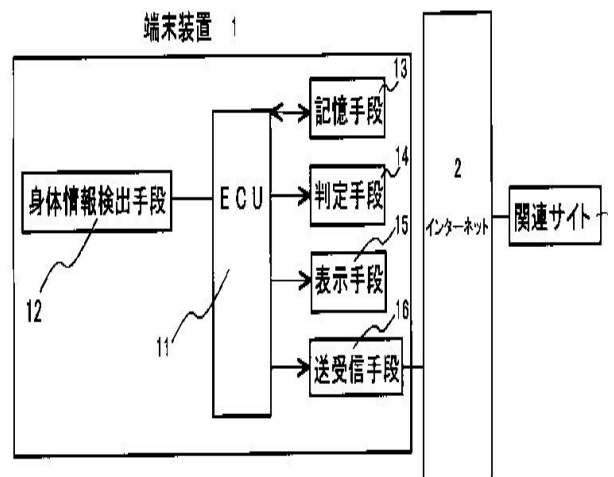 端末装置 1
13
記憶手段
14
判定手段
ECU
身体情報検出手段
12
11
15
表示手段
16
送受信手段
2
インターネット
関連サイト